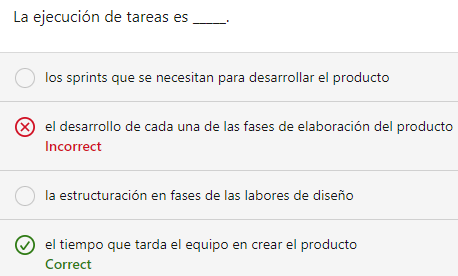 La ejecución de tareas es _____.
los sprints que se necesitan para desarrollar el producto
el desarrollo de cada una de las fases de elaboración del producto
Incorrect
la estructuración en fases de las labores de diseño
el tiempo que tarda el equipo en crear el producto
Correct